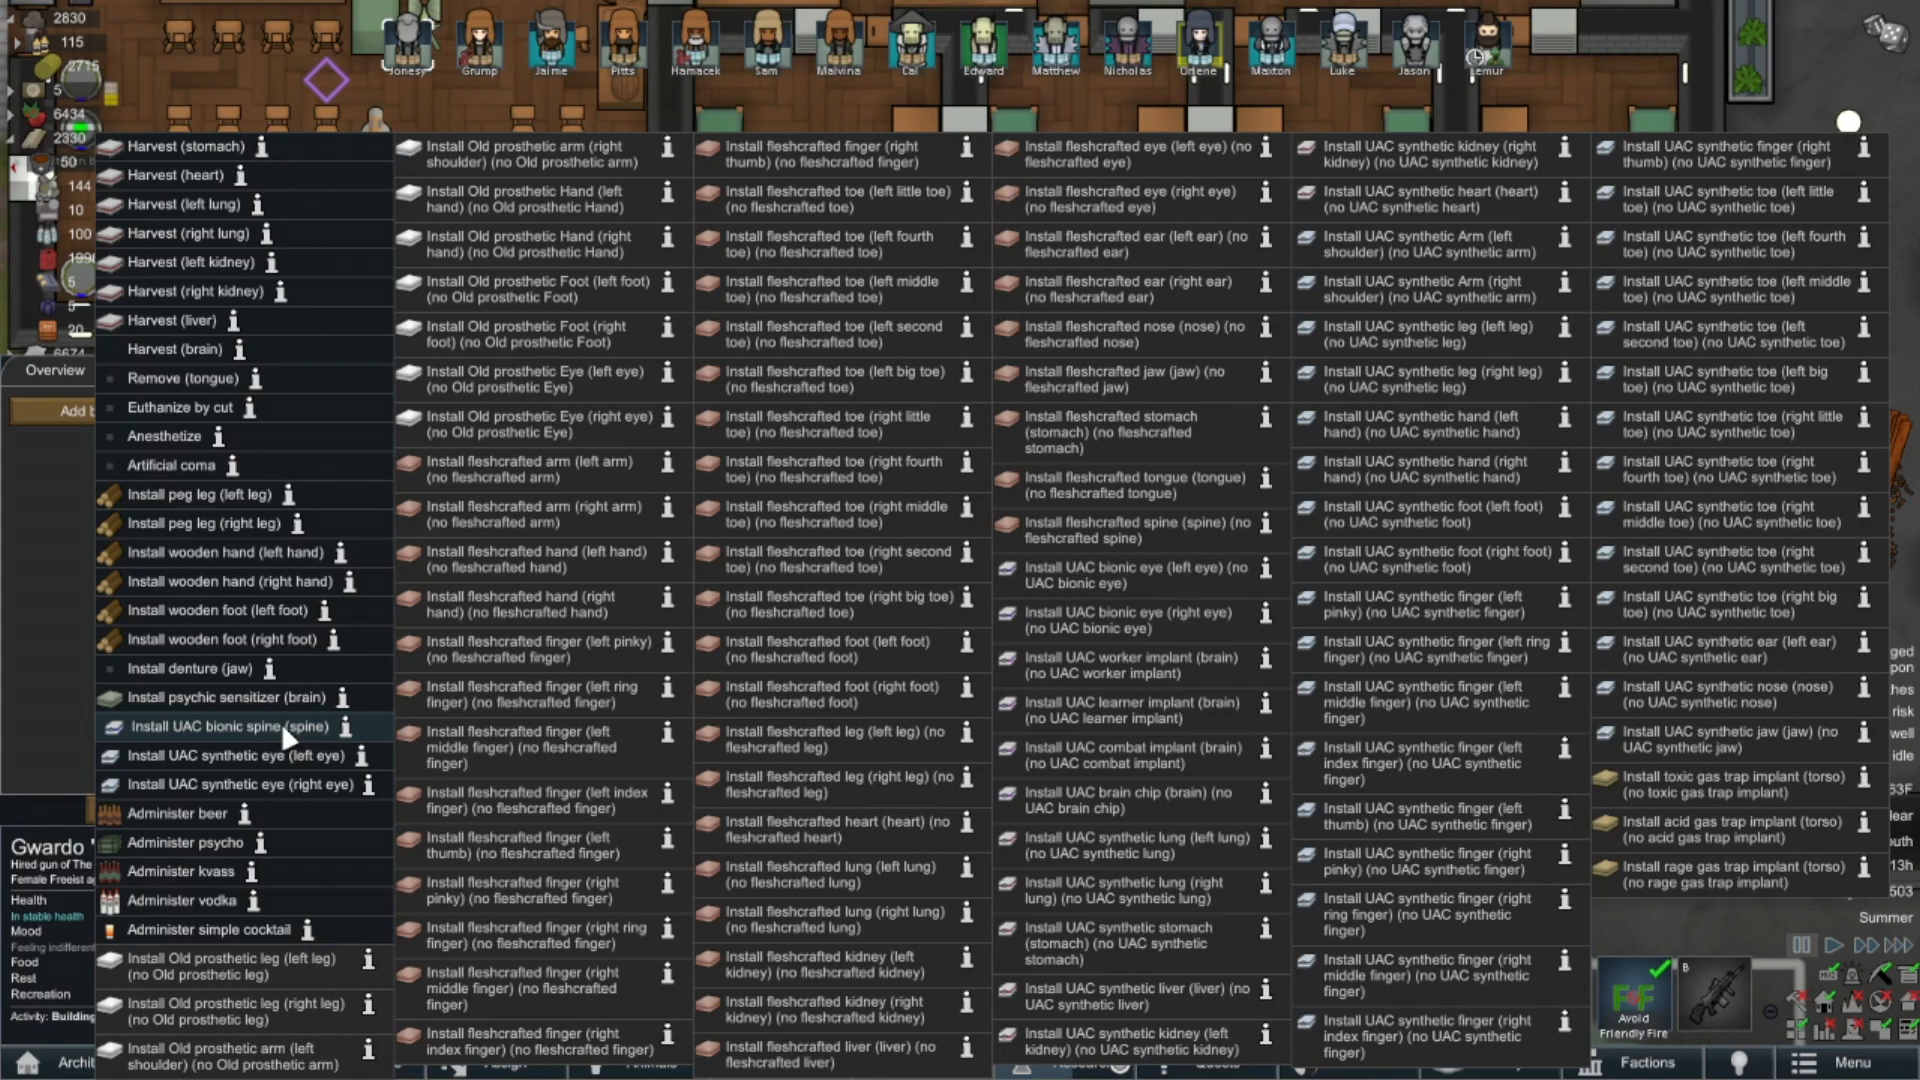 2830
115
2715
5
6434
2330
50
144
10
100
1998
5
5
20
6674
Jonesy
Grump
Jaime
Pitts
Hamacek
Sam
Malvina
Cal
Edward
Matthew
Nicholas
Orlene
Maxton
Luke
Jason
Lemur
Overview
Add b
Harvest (stomach)
Harvest (heart)
Harvest (left lung)
Harvest (right lung)
Harvest (left kidney)
Harvest (right kidney)
Harvest (liver)
Harvest (brain)
Remove (tongue)
Euthanize by cut
Anesthetize
Artificial coma
Install peg leg (left leg)
Install peg leg (right leg)
Install wooden hand (left hand)
Install wooden hand (right hand)
Install wooden foot (left foot)
Install wooden foot (right foot)
Install denture (jaw)
Install psychic sensitizer (brain)
Install UAC bionic spine (spine)
Install UAC synthetic eye (left eye)
Install UAC synthetic eye (right eye)
Administer beer
Administer psycho
Administer kvass
Administer vodka
Administer simple cocktail
Install Old prosthetic leg (left leg)
(no Old prosthetic leg)
Install Old prosthetic leg (right leg)
(no Old prosthetic leg)
Install Old prosthetic arm (left
shoulder) (no Old prosthetic arm)
Install Old prosthetic arm (right
shoulder) (no Old prosthetic arm)
Install Old prosthetic Hand (left
hand) (no Old prosthetic Hand)
Install Old prosthetic Hand (right
hand) (no Old prosthetic Hand)
Install Old prosthetic Foot (left foot)
(no Old prosthetic Foot)
Install Old prosthetic Foot (right
foot) (no Old prosthetic Foot)
Install Old prosthetic Eye (left eye)
(no Old prosthetic Eye)
Install Old prosthetic Eye (right eye)
(no Old prosthetic Eye)
Install fleshcrafted arm (left arm)
(no fleshcrafted arm)
Install fleshcrafted arm (right arm)
(no fleshcrafted arm)
Install fleshcrafted hand (left hand)
(no fleshcrafted hand)
Install fleshcrafted hand (right
hand) (no fleshcrafted hand)
Install fleshcrafted finger (left pinky)
(no fleshcrafted finger)
Install fleshcrafted finger (left ring
finger) (no fleshcrafted finger)
Install fleshcrafted finger (left
middle finger) (no fleshcrafted
finger)
Install fleshcrafted finger (left index
finger) (no fleshcrafted finger)
Install fleshcrafted finger (left
thumb) (no fleshcrafted finger)
Install fleshcrafted finger (right
pinky) (no fleshcrafted finger)
Install fleshcrafted finger (right ring
finger) (no fleshcrafted finger)
Install fleshcrafted finger (right
middle finger) (no fleshcrafted
finger)
Install fleshcrafted finger (right
index finger) (no fleshcrafted finger)
Install fleshcrafted finger (right
thumb) (no fleshcrafted finger)
Install fleshcrafted toe (left little toe)
(no fleshcrafted toe)
Install fleshcrafted toe (left fourth
toe) (no fleshcrafted toe)
Install fleshcrafted toe (left middle
toe) (no fleshcrafted toe)
Install fleshcrafted toe (left second
toe) (no fleshcrafted toe)
Install fleshcrafted toe (left big toe)
(no fleshcrafted toe)
Install fleshcrafted toe (right little
toe) (no fleshcrafted toe)
Install fleshcrafted toe (right fourth
toe) (no fleshcrafted toe)
Install fleshcrafted toe (right middle
toe) (no fleshcrafted toe)
Install fleshcrafted toe (right second
toe) (no fleshcrafted toe)
Install fleshcrafted toe (right big toe)
(no fleshcrafted toe)
Install fleshcrafted foot (left foot)
(no fleshcrafted foot)
Install fleshcrafted foot (right foot)
(no fleshcrafted foot)
Install fleshcrafted leg (left leg) (no
fleshcrafted leg)
Install fleshcrafted leg (right leg) (no
fleshcrafted leg)
Install fleshcrafted heart (heart) (no
fleshcrafted heart)
Install fleshcrafted lung (left lung)
(no fleshcrafted lung)
Install fleshcrafted lung (right lung)
(no fleshcrafted lung)
Install fleshcrafted kidney (left
kidney) (no fleshcrafted kidney)
Install fleshcrafted kidney (right
kidney) (no fleshcrafted kidney)
Install fleshcrafted liver (liver) (no
fleshcrafted liver)
Install fleshcrafted eye (left eye) (no
fleshcrafted eye)
Install fleshcrafted eye (right eye)
(no fleshcrafted eye)
Install fleshcrafted ear (left ear) (no
fleshcrafted ear)
Install fleshcrafted ear (right ear)
(no fleshcrafted ear)
Install fleshcrafted nose (nose) (no
fleshcrafted nose)
Install fleshcrafted jaw (jaw) (no
fleshcrafted jaw)
Install fleshcrafted stomach
(stomach) (no fleshcrafted
stomach)
Install fleshcrafted tongue (tongue)
(no fleshcrafted tongue)
Install fleshcrafted spine (spine) (no
fleshcrafted spine)
Install UAC bionic eye (left eye) (no
UAC bionic eye)
Install UAC bionic eye (right eye)
(no UAC bionic eye)
Install UAC worker implant (brain)
(no UAC worker implant)
Install UAC learner implant (brain)
(no UAC learner implant)
Install UAC combat implant (brain)
(no UAC combat implant)
Install UAC brain chip (brain) (no
UAC brain chip)
Install UAC synthetic lung (left lung)
(no UAC synthetic lung)
Install UAC synthetic lung (right
lung) (no UAC synthetic lung)
Install UAC synthetic stomach
(stomach) (no UAC synthetic
stomach)
Install UAC synthetic liver (liver) (no
UAC synthetic liver)
Install UAC synthetic kidney (left
kidney) (no UAC synthetic kidney)
Install UAC synthetic kidney (right
kidney) (no UAC synthetic kidney)
Install UAC synthetic heart (heart)
(no UAC synthetic heart)
Install UAC synthetic Arm (left
shoulder) (no UAC synthetic arm)
Install UAC synthetic Arm (right
shoulder) (no UAC synthetic arm)
Install UAC synthetic leg (left leg)
(no UAC synthetic leg)
Install UAC synthetic leg (right leg)
(no UAC synthetic leg)
Install UAC synthetic hand (left
hand) (no UAC synthetic hand)
Install UAC synthetic hand (right
hand) (no UAC synthetic hand)
Install UAC synthetic foot (left foot)
(no UAC synthetic foot)
Install UAC synthetic foot (right foot)
(no UAC synthetic foot)
Install UAC synthetic finger (left
pinky) (no UAC synthetic finger)
Install UAC synthetic finger (left ring
finger) (no UAC synthetic finger)
Install UAC synthetic finger (left
middle finger) (no UAC synthetic
finger)
Install UAC synthetic finger (left
index finger) (no UAC synthetic
finger)
Install UAC synthetic finger (left
thumb) (no UAC synthetic finger)
Install UAC synthetic finger (right
pinky) (no UAC synthetic finger)
Install UAC synthetic finger (right
ring finger) (no UAC synthetic
finger)
Install UAC synthetic finger (right
middle finger) (no UAC synthetic
finger)
Install UAC synthetic finger (right
index finger) (no UAC synthetic
finger)
Install UAC synthetic finger (right
thumb) (no UAC synthetic finger)
Install UAC synthetic toe (left little
toe) (no UAC synthetic toe)
Install UAC synthetic toe (left fourth
toe) (no UAC synthetic toe)
Install UAC synthetic toe (left middle
toe) (no UAC synthetic toe)
Install UAC synthetic toe (left
second toe) (no UAC synthetic toe)
Install UAC synthetic toe (left big
toe) (no UAC synthetic toe)
Install UAC synthetic toe (right little
toe) (no UAC synthetic toe)
Install UAC synthetic toe (right
fourth toe) (no UAC synthetic toe)
Install UAC synthetic toe (right
middle toe) (no UAC synthetic toe)
Install UAC synthetic toe (right
second toe) (no UAC synthetic toe)
Install UAC synthetic toe (right big
toe) (no UAC synthetic toe)
Install UAC synthetic ear (left ear)
(no UAC synthetic ear)
Install UAC synthetic nose (nose)
(no UAC synthetic nose)
Install UAC synthetic jaw (jaw) (no
UAC synthetic jaw)
Install toxic gas trap implant (torso)
(no toxic gas trap implant)
Install acid gas trap implant (torso)
(no acid gas trap implant)
Install rage gas trap implant (torso)
(no rage gas trap implant)
Gwardo '
Hired gun of The
Female Freeist ag
Health
In stable health
Mood
Feeling indifferent
Food
Rest
Recreation
Activity: Building
Archi
ged
pon
hes
risk
well
idle
63F
lear
outh
13h
503
Summer
Avoid
Friendly Fire
B
Factions
Menu